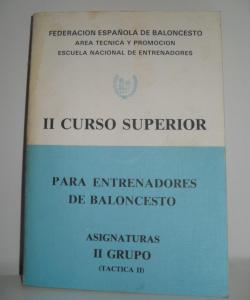 FEDERACION ESPAÑOLA DE BALONCESTO
AREA TECNICA Y PROMOCION
ESCUELA NACIONAL DE ENTRENADORES
II CURSO SUPERIOR
PARA ENTRENADORES
DE BALONCESTO
ASIGNATURAS
II GRUPO
(TACTICA II)